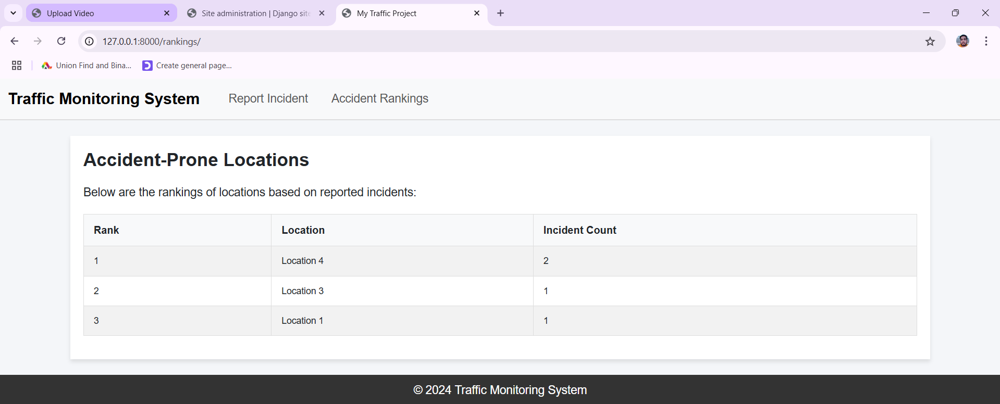 Upload Video
Site administration | Django site
My Traffic Project
127.0.0.1:8000/rankings/
Union Find and Bina...
Create general page...
Traffic Monitoring System
Report Incident
Accident Rankings
Accident-Prone Locations
Below are the rankings of locations based on reported incidents:
Rank Location Incident Count
1 Location 4 2
2 Location 3 1
3 Location 1 1
© 2024 Traffic Monitoring System